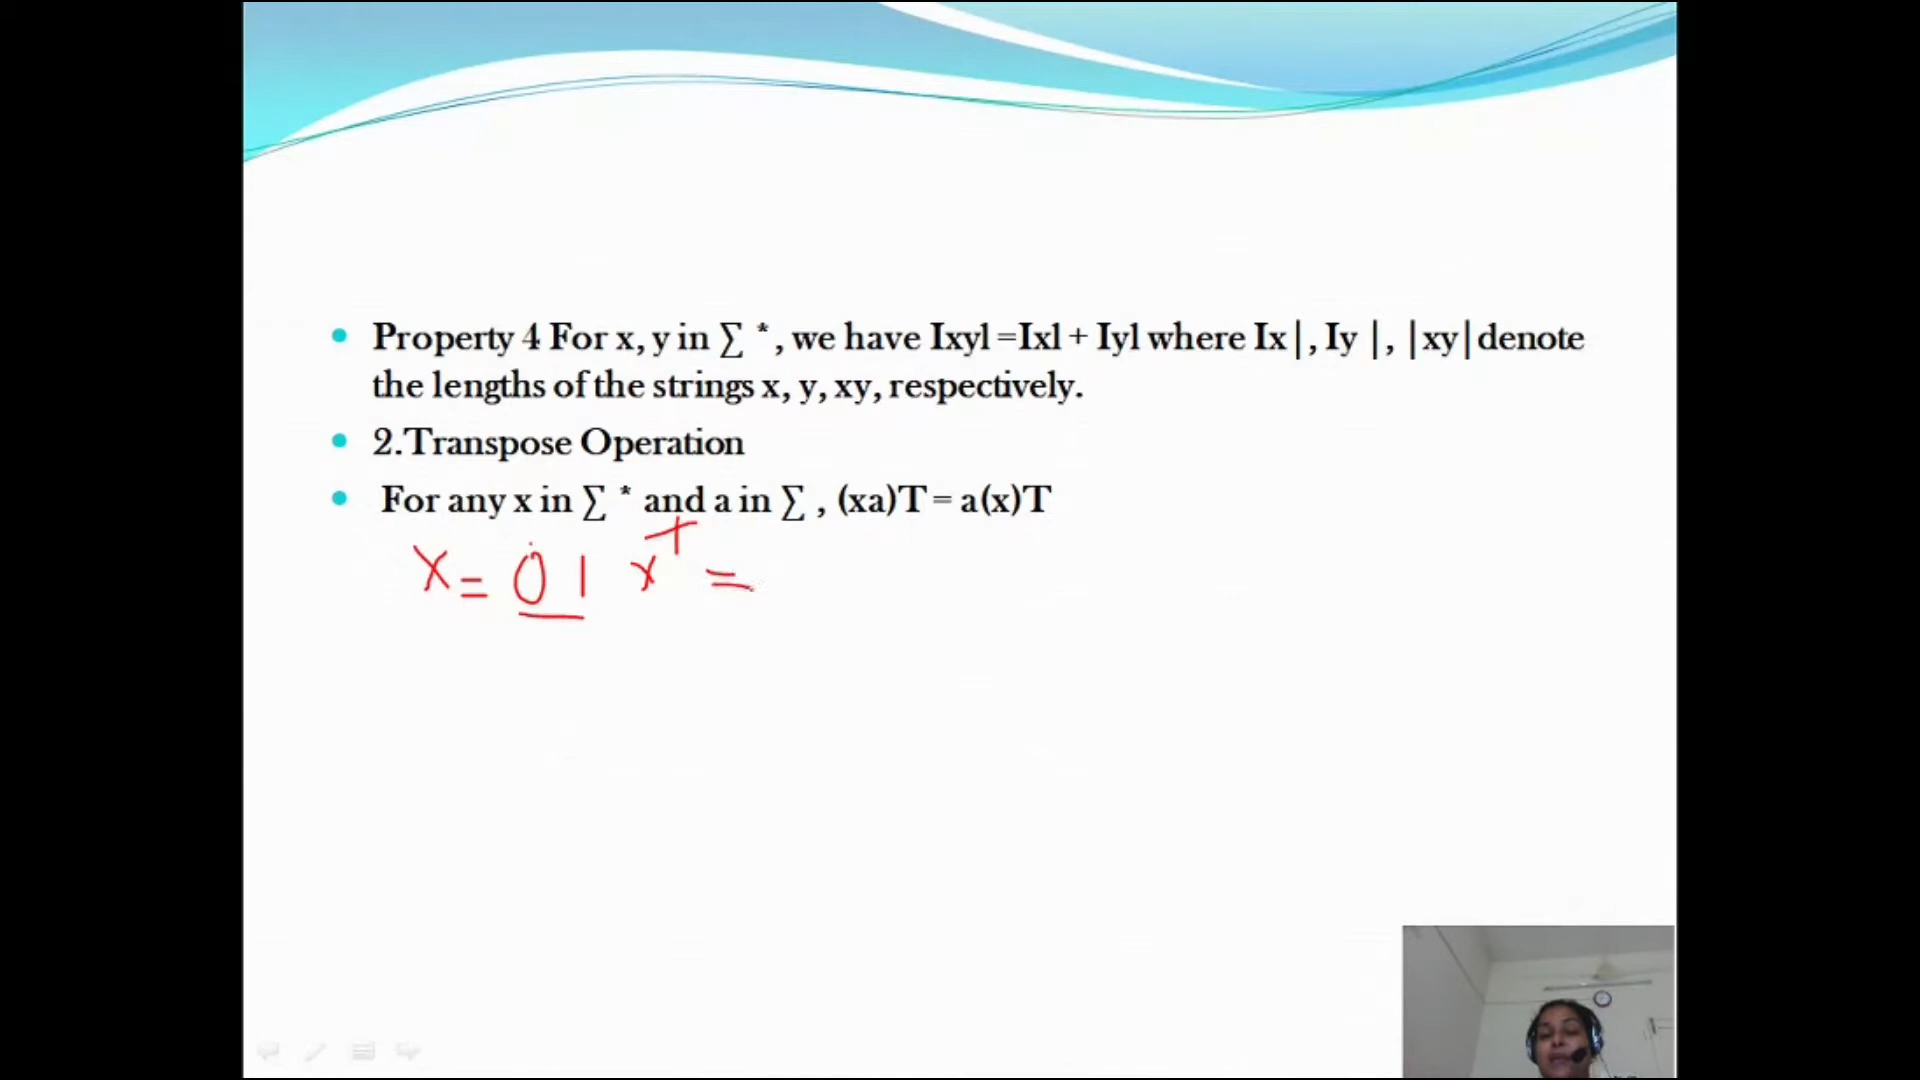 Property 4 For x, y in ∑ *, we have Ixyl =Ixl + Iyl where Ix|, Iy |, |xy| denote
the lengths of the strings x, y, xy, respectively.
2.Transpose Operation
For any x in ∑ * and a in ∑ , (xa)T = a(x)T
X = 01 x^T =